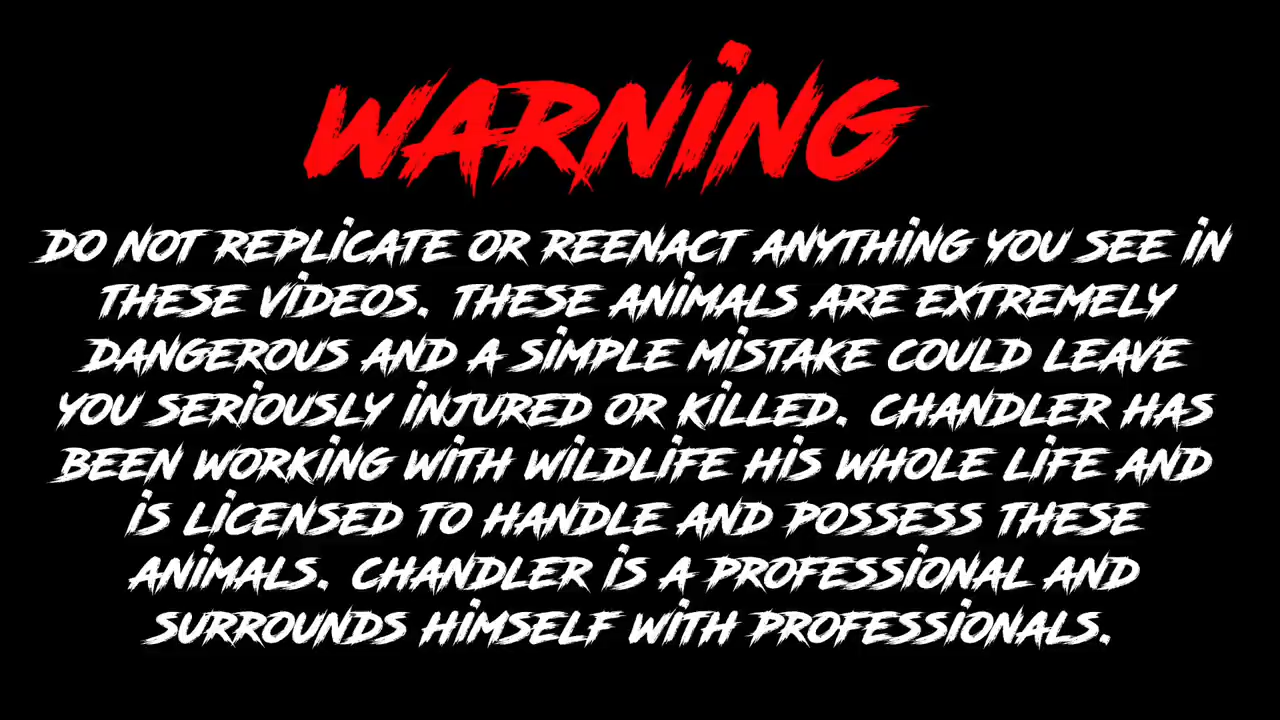 WARNiNG
DO NOT REPLiCATE OR REENACT ANYTHiNG YOU SEE iN
THESE ViDEOS. THESE ANiMALS ARE EXTREMELY
DANGEROUS AND A SiMPLE MiSTAKE COULD LEAVE
YOU SERiOUSLY iNJURED OR KiLLED. CHANDLER HAS
BEEN WORKiNG WiTH WiLDLiFE HiS WHOLE LiFE AND
iS LiCENSED TO HANDLE AND POSSESS THESE
ANiMALS. CHANDLER iS A PROFESSiONAL AND
SURROUNDS HiMSELF WiTH PROFESSiONALS.